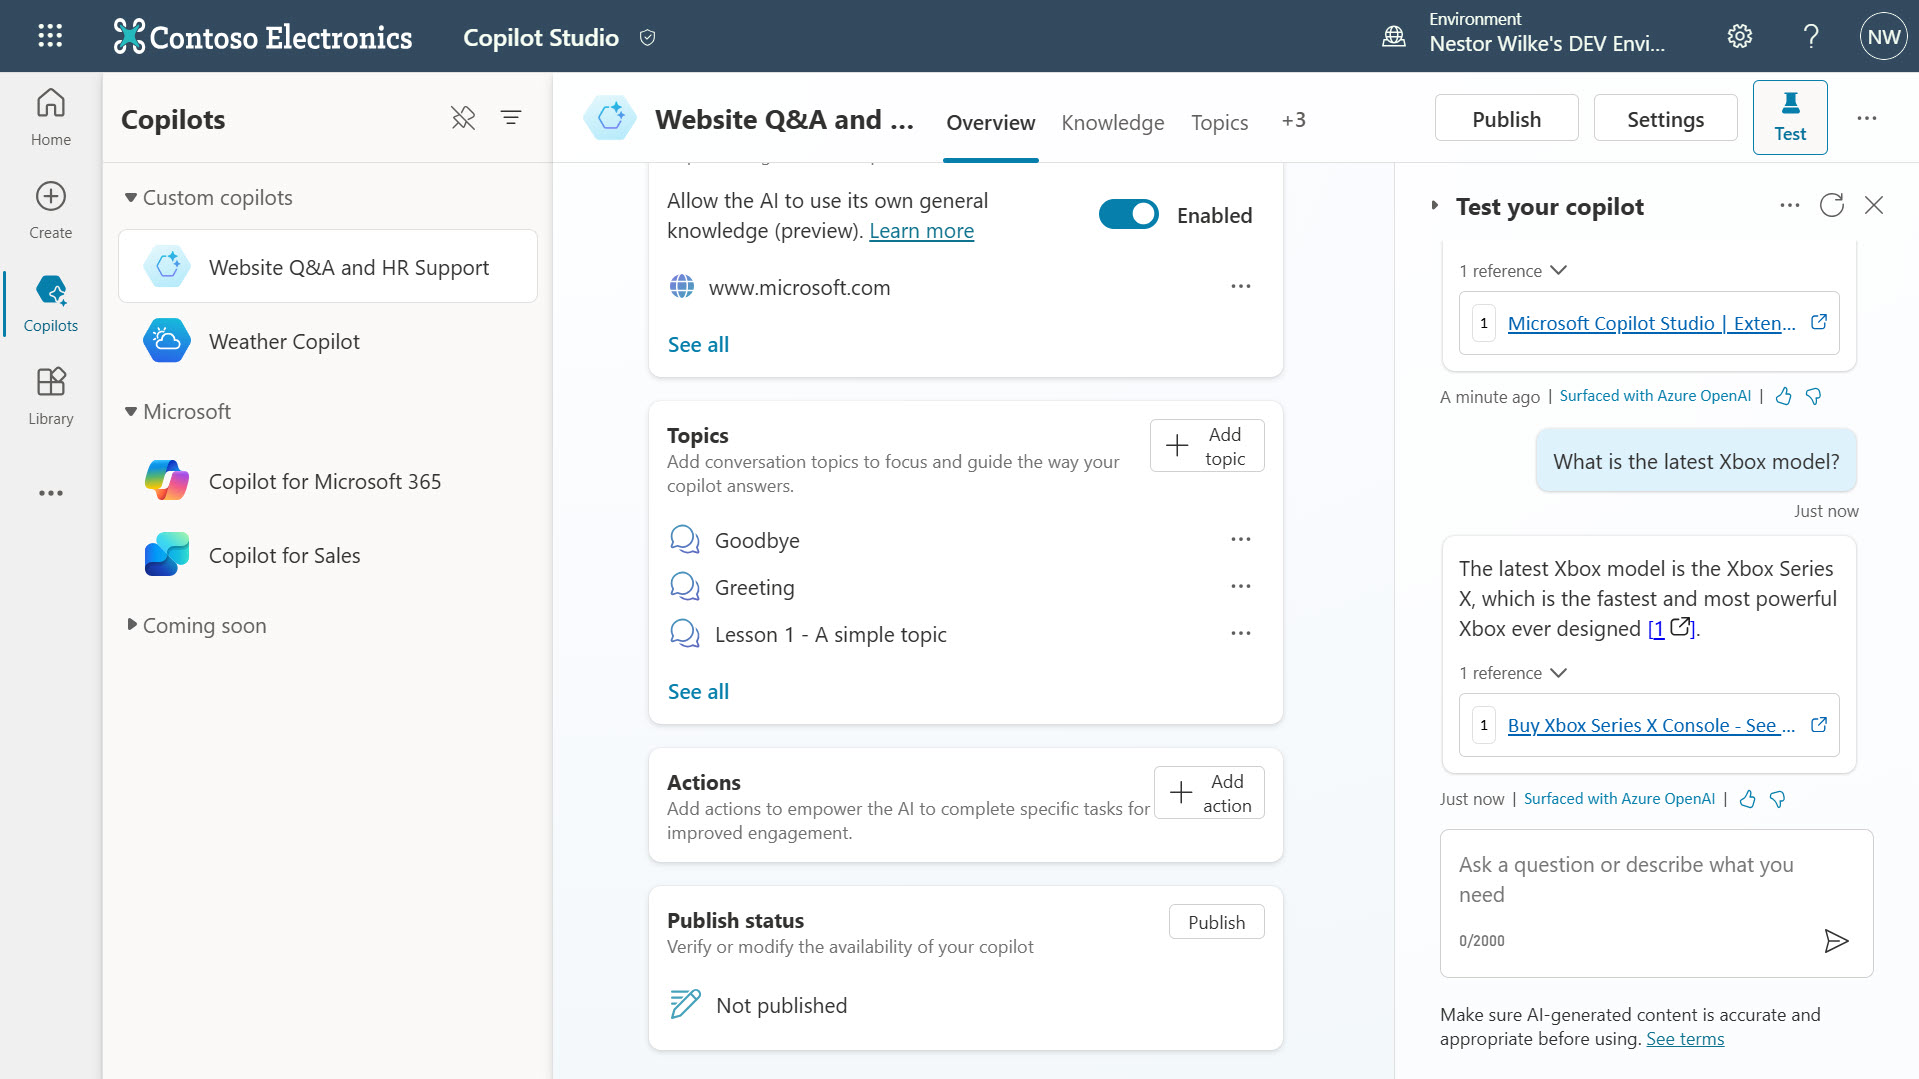 Contoso Electronics
Copilot Studio
Environment
Nestor Wilke's DEV Envi...
NW
Home
Create
Copilots
Library
Copilots
Custom copilots
Website Q&A and HR Support
Weather Copilot
Microsoft
Copilot for Microsoft 365
Copilot for Sales
Coming soon
Website Q&A and ...
Overview
Knowledge
Topics
+3
Publish
Settings
Test
Allow the AI to use its own general
knowledge (preview). Learn more
Enabled
www.microsoft.com
See all
Topics
Add conversation topics to focus and guide the way your
copilot answers.
Add
topic
Goodbye
Greeting
Lesson 1 - A simple topic
See all
Actions
Add actions to empower the AI to complete specific tasks for
improved engagement.
Add
action
Publish status
Verify or modify the availability of your copilot
Publish
Not published
Test your copilot
1 reference
1 Microsoft Copilot Studio | Exten...
A minute ago | Surfaced with Azure OpenAI |
What is the latest Xbox model?
Just now
The latest Xbox model is the Xbox Series
X, which is the fastest and most powerful
Xbox ever designed [1].
1 reference
1 Buy Xbox Series X Console - See ...
Just now | Surfaced with Azure OpenAI |
Ask a question or describe what you
need
0/2000
Make sure AI-generated content is accurate and
appropriate before using. See terms